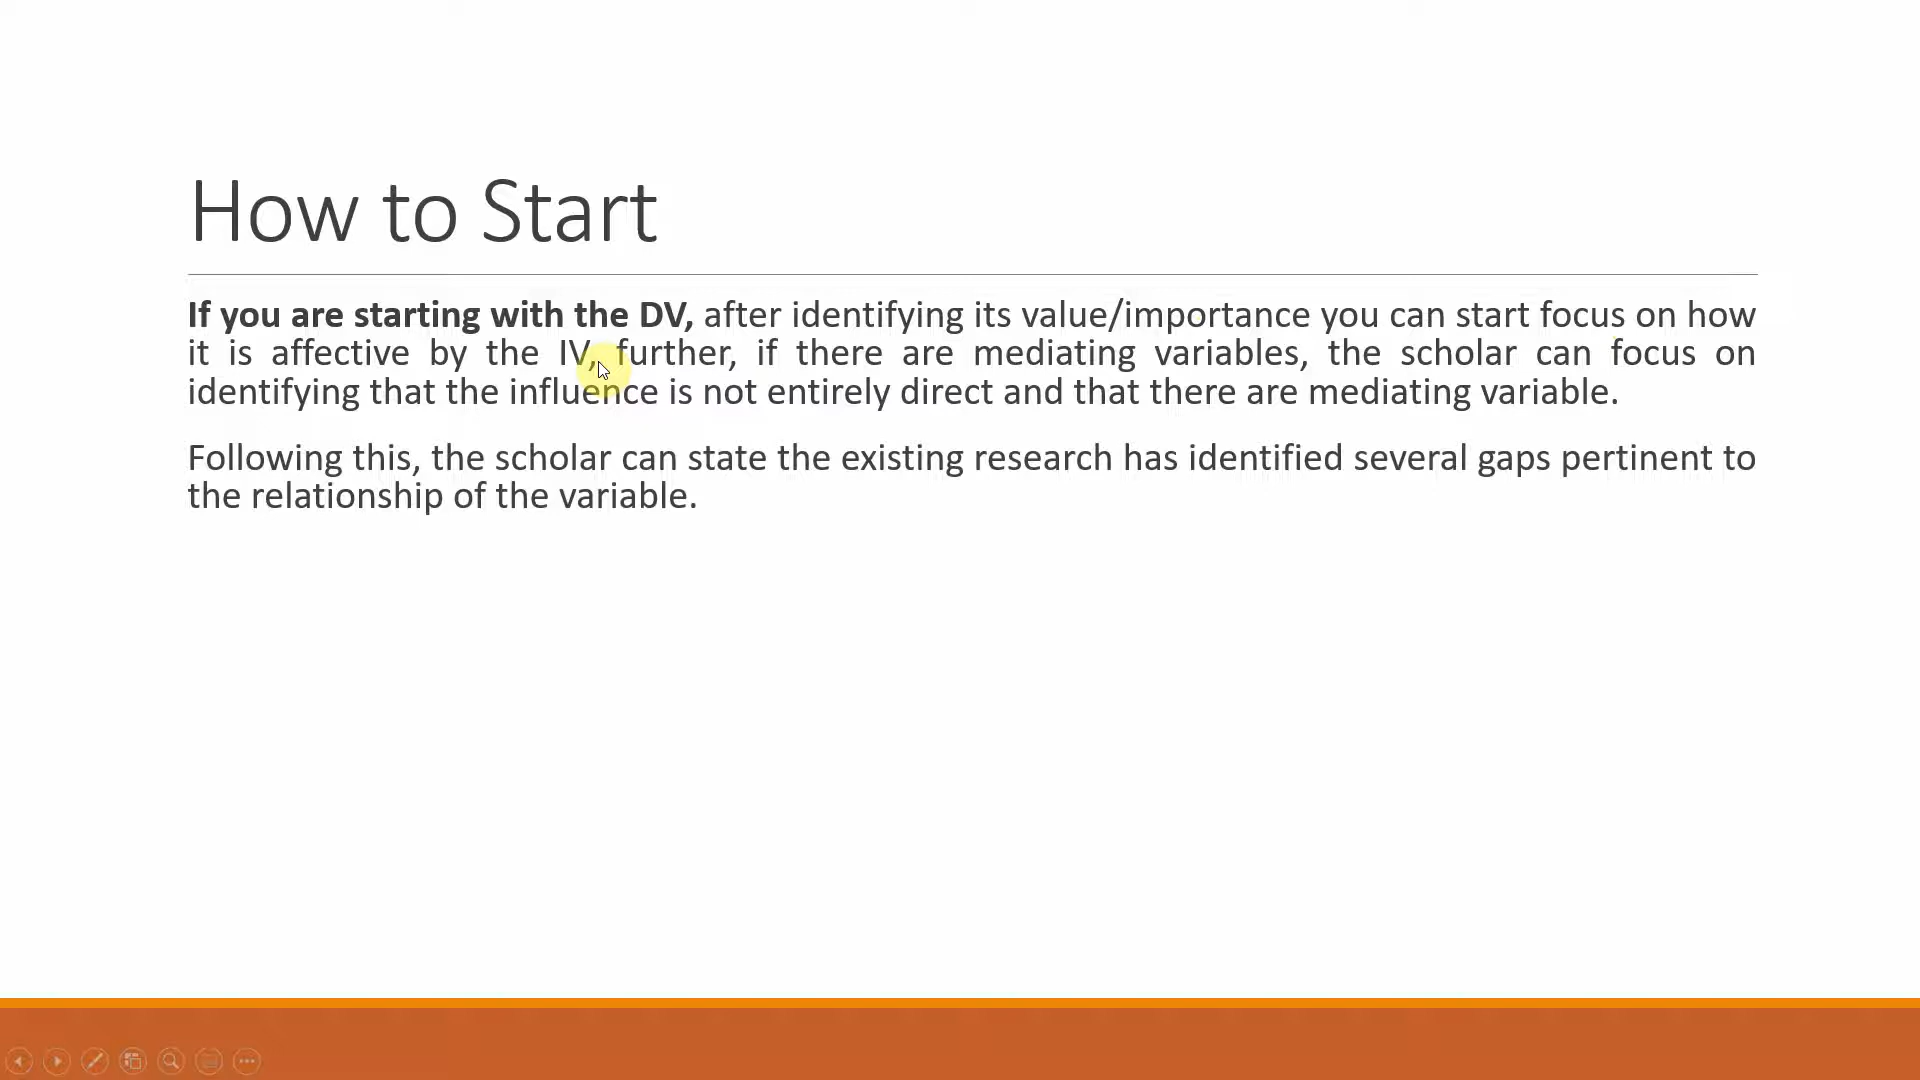 How to Start
If you are starting with the DV, after identifying its value/importance you can start focus on how
it is affective by the IV, further, if there are mediating variables, the scholar can focus on
identifying that the influence is not entirely direct and that there are mediating variable.
Following this, the scholar can state the existing research has identified several gaps pertinent to
the relationship of the variable.